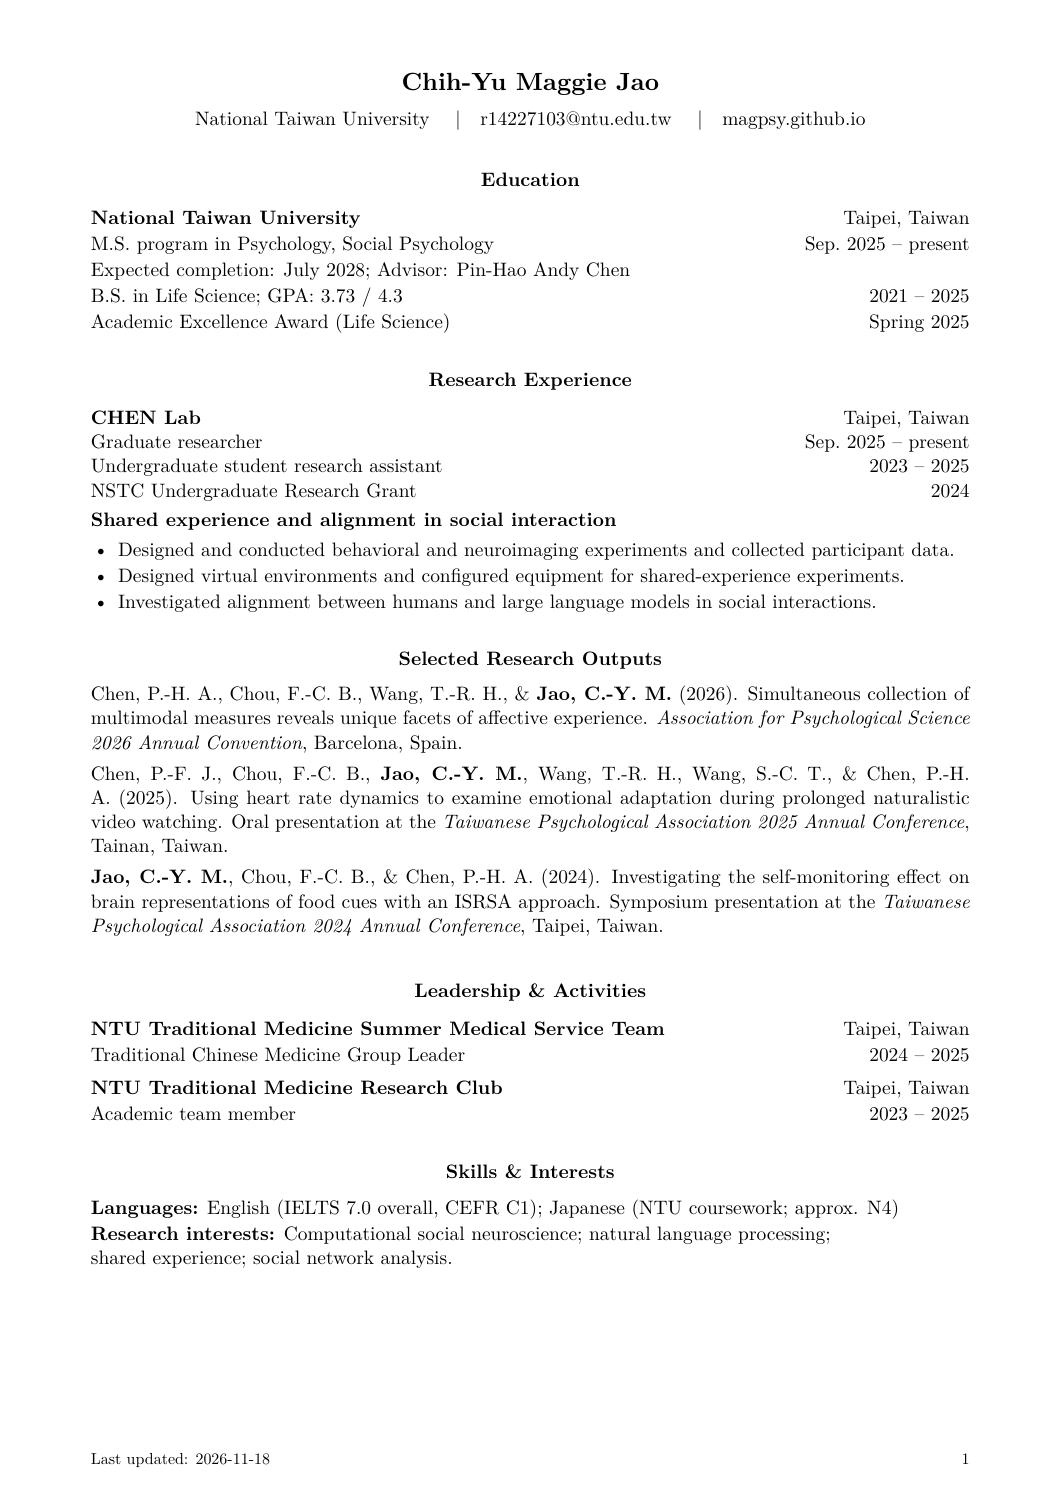 Chih-Yu Maggie Jao
National Taiwan University | r14227103@ntu.edu.tw | magpsy.github.io
Education
National Taiwan University Taipei, Taiwan
M.S. program in Psychology, Social Psychology Sep. 2025 – present
Expected completion: July 2028; Advisor: Pin-Hao Andy Chen
B.S. in Life Science; GPA: 3.73 / 4.3 2021 – 2025
Academic Excellence Award (Life Science) Spring 2025
Research Experience
CHEN Lab Taipei, Taiwan
Graduate researcher Sep. 2025 – present
Undergraduate student research assistant 2023 – 2025
NSTC Undergraduate Research Grant 2024
Shared experience and alignment in social interaction
• Designed and conducted behavioral and neuroimaging experiments and collected participant data.
• Designed virtual environments and configured equipment for shared-experience experiments.
• Investigated alignment between humans and large language models in social interactions.
Selected Research Outputs
Chen, P.-H. A., Chou, F.-C. B., Wang, T.-R. H., & Jao, C.-Y. M. (2026). Simultaneous collection of
multimodal measures reveals unique facets of affective experience. Association for Psychological Science
2026 Annual Convention, Barcelona, Spain.
Chen, P.-F. J., Chou, F.-C. B., Jao, C.-Y. M., Wang, T.-R. H., Wang, S.-C. T., & Chen, P.-H.
A. (2025). Using heart rate dynamics to examine emotional adaptation during prolonged naturalistic
video watching. Oral presentation at the Taiwanese Psychological Association 2025 Annual Conference,
Tainan, Taiwan.
Jao, C.-Y. M., Chou, F.-C. B., & Chen, P.-H. A. (2024). Investigating the self-monitoring effect on
brain representations of food cues with an ISRSA approach. Symposium presentation at the Taiwanese
Psychological Association 2024 Annual Conference, Taipei, Taiwan.
Leadership & Activities
NTU Traditional Medicine Summer Medical Service Team Taipei, Taiwan
Traditional Chinese Medicine Group Leader 2024 – 2025
NTU Traditional Medicine Research Club Taipei, Taiwan
Academic team member 2023 – 2025
Skills & Interests
Languages: English (IELTS 7.0 overall, CEFR C1); Japanese (NTU coursework; approx. N4)
Research interests: Computational social neuroscience; natural language processing;
shared experience; social network analysis.
Last updated: 2026-11-18 1